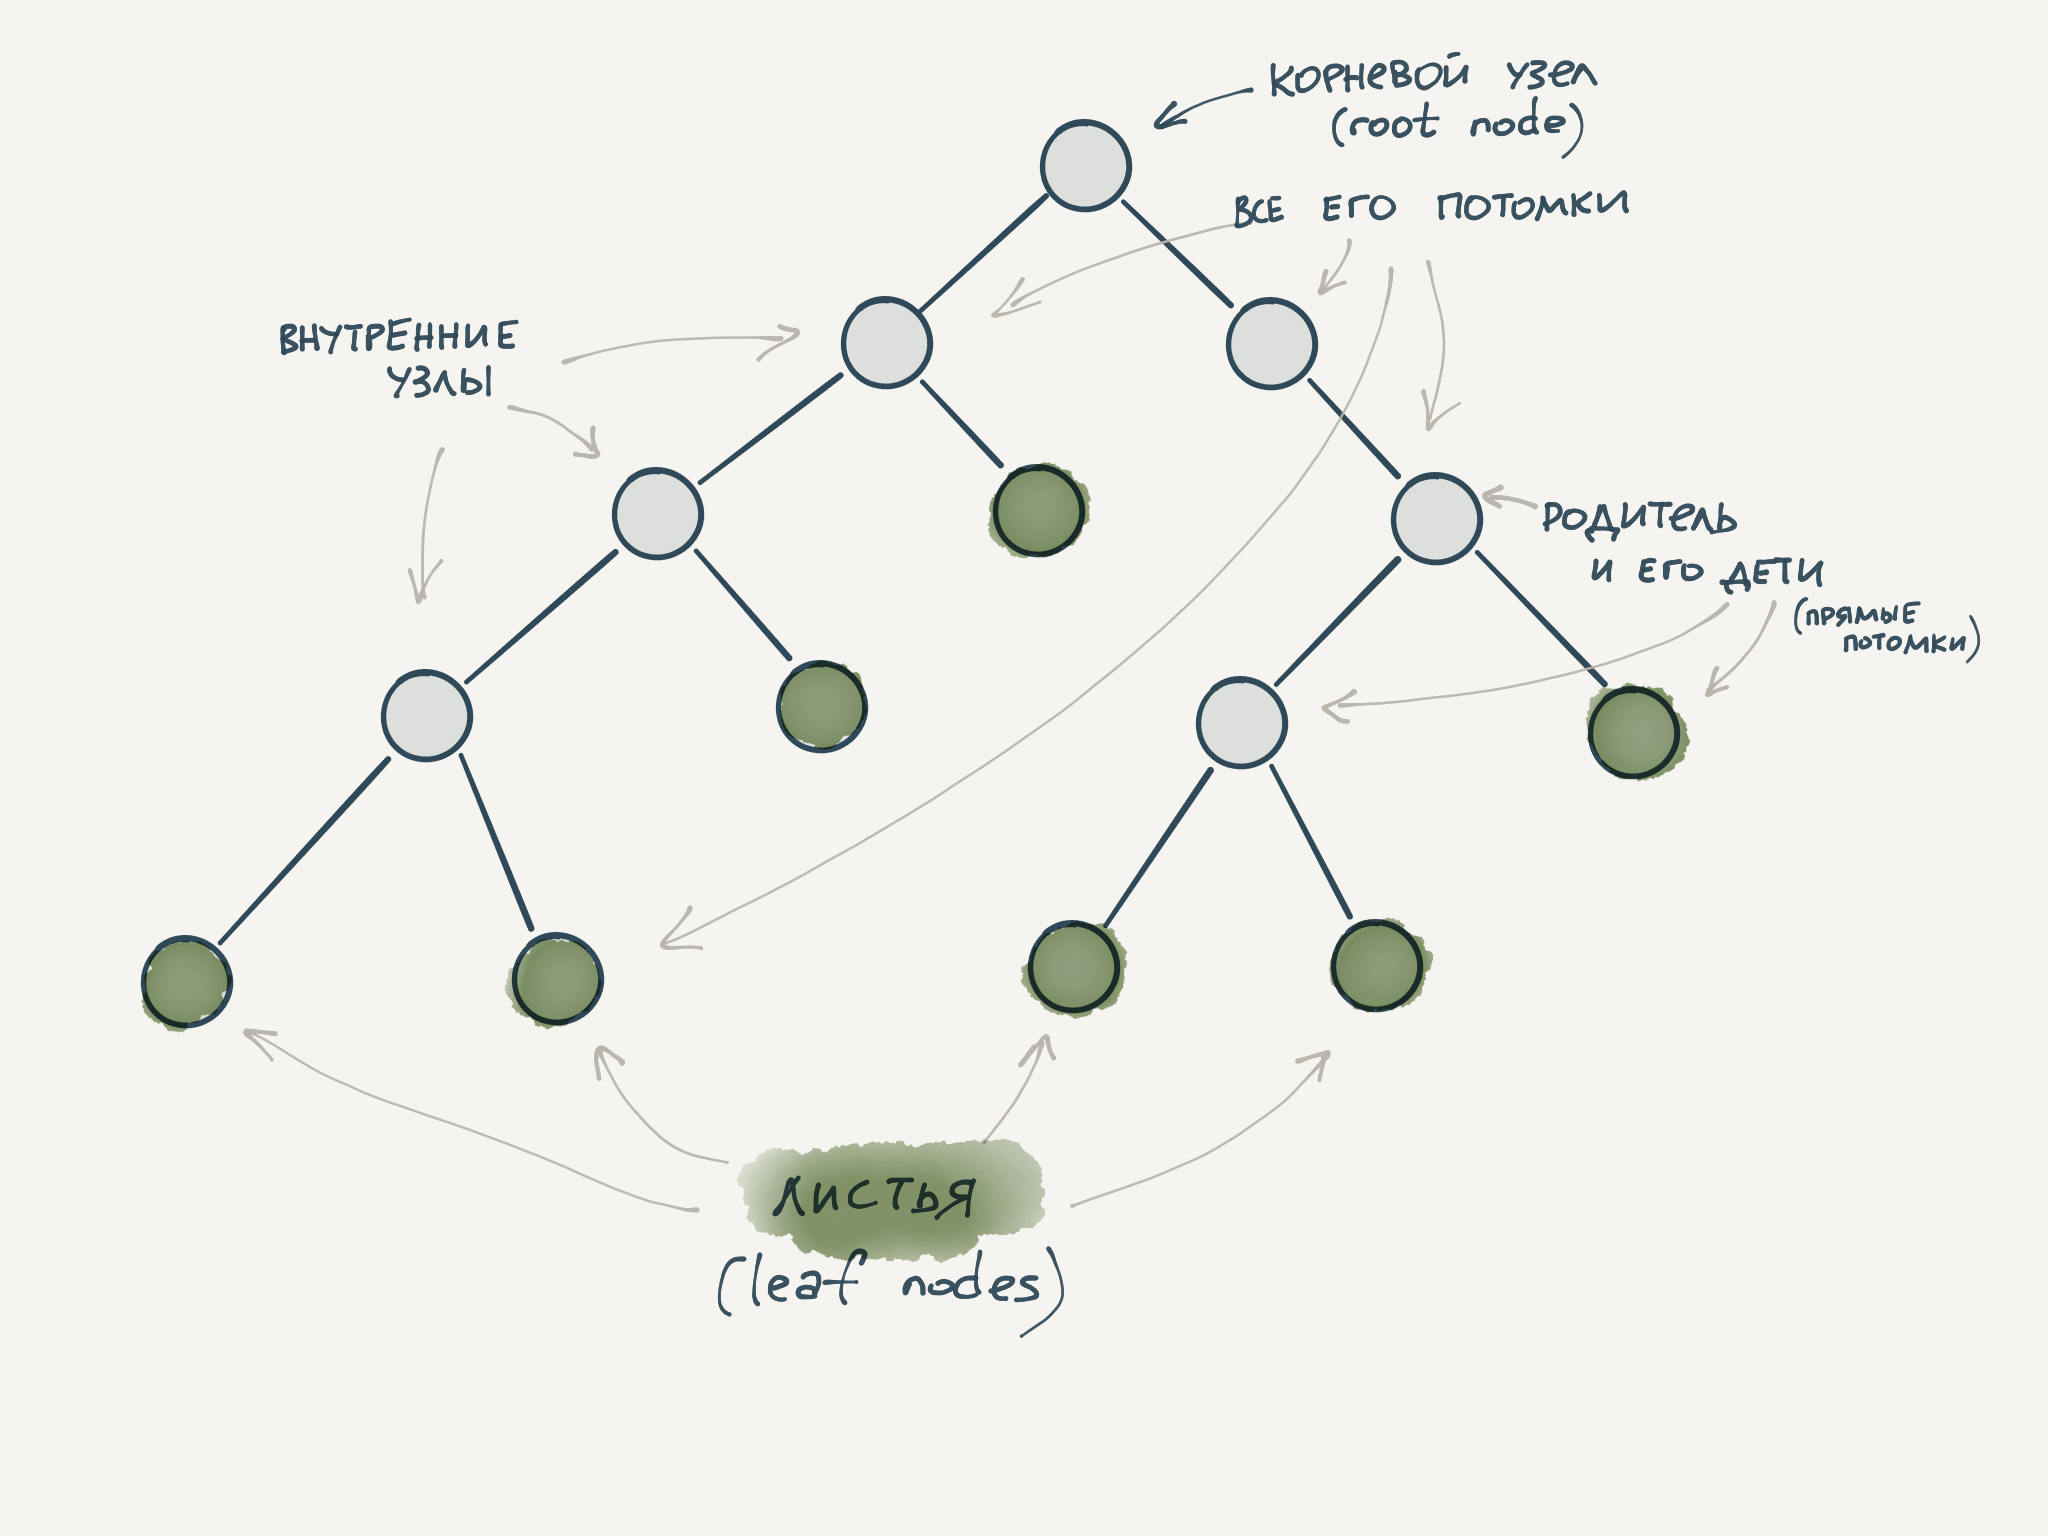 корневой узел
(root node)
все его потомки
внутренние
узлы
родитель
и его дети
(прямые
потомки)
листья
(leaf nodes)